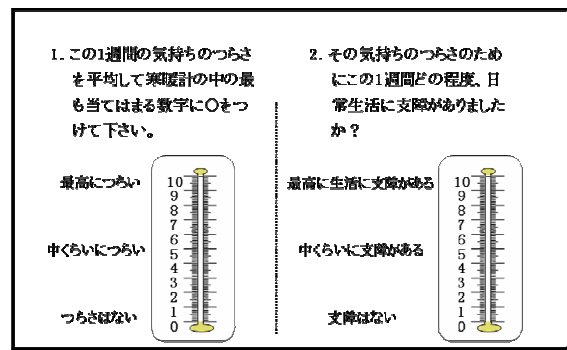 1. この1週間の気持ちのつらさ
を平均して寒暖計の中の最
も当てはまる数字に○をつ
けて下さい。
最高につらい
中くらいにつらい
つらさはない
10
9
8
7
6
5
4
3
2
1
0
2. その気持ちのつらさのため
にこの1週間どの程度、日
常生活に支障がありました
か？
最高に生活に支障がある
中くらいに支障がある
支障はない
10
9
8
7
6
5
4
3
2
1
0